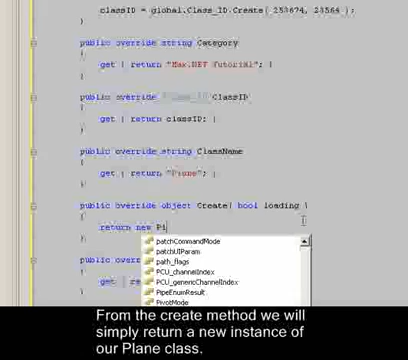 classID = global.Class_ID.Create( 253674, 23564 );
}
public override string Category
{
get { return "Max.NET Tutorial"; }
}
public override Class_ID ClassID
{
get { return classID; }
}
public override string ClassName
{
get { return "Plane"; }
}
public override object Create( bool loading )
{
return new Pi
patchCommandMode
patchUIParam
path_flags
PCU_channelIndex
PCU_genericChannelIndex
PipeEnumResult
PivotMode
}
public
{
get {
From the create method we will
simply return a new instance of
our Plane class.